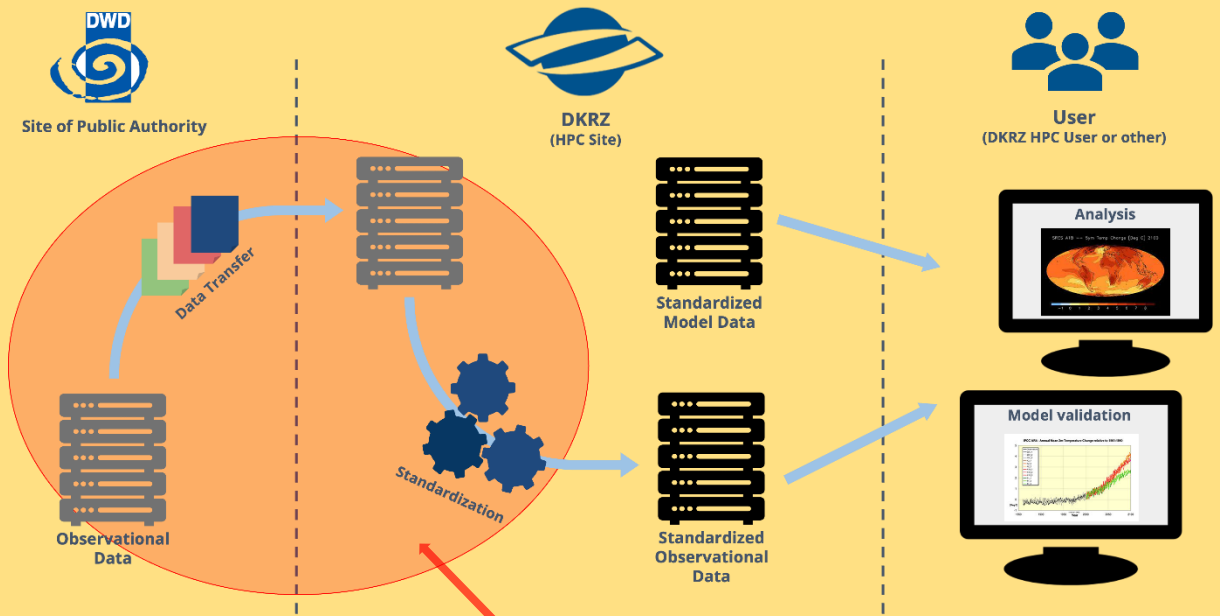 DWD
Site of Public Authority
DKRZ
(HPC Site)
User
(DKRZ HPC User or other)
Data Transfer
Standardized
Model Data
Analysis
Observational
Data
Standardization
Standardized
Observational
Data
Model validation